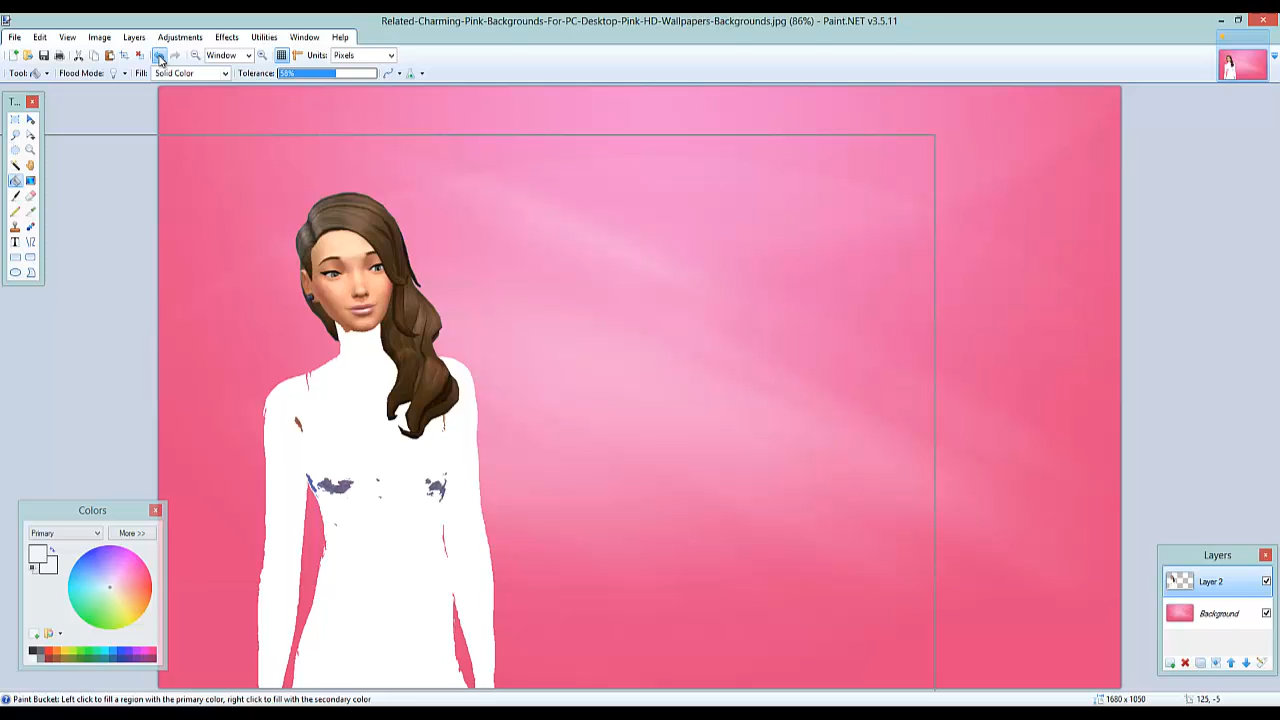 Related-Charming-Pink-Backgrounds-For-PC-Desktop-Pink-HD-Wallpapers-Backgrounds.jpg (86%) - Paint.NET v3.5.11
File Edit View Image Layers Adjustments Effects Utilities Window Help
Window Units: Pixels
Tool: Flood Mode: Fill: Solid Color Tolerance: 58%
T...
Colors
Primary More >>
Layers
Layer 2
Background
Paint Bucket: Left click to fill a region with the primary color, right click to fill with the secondary color 1680 x 1050 125, -5